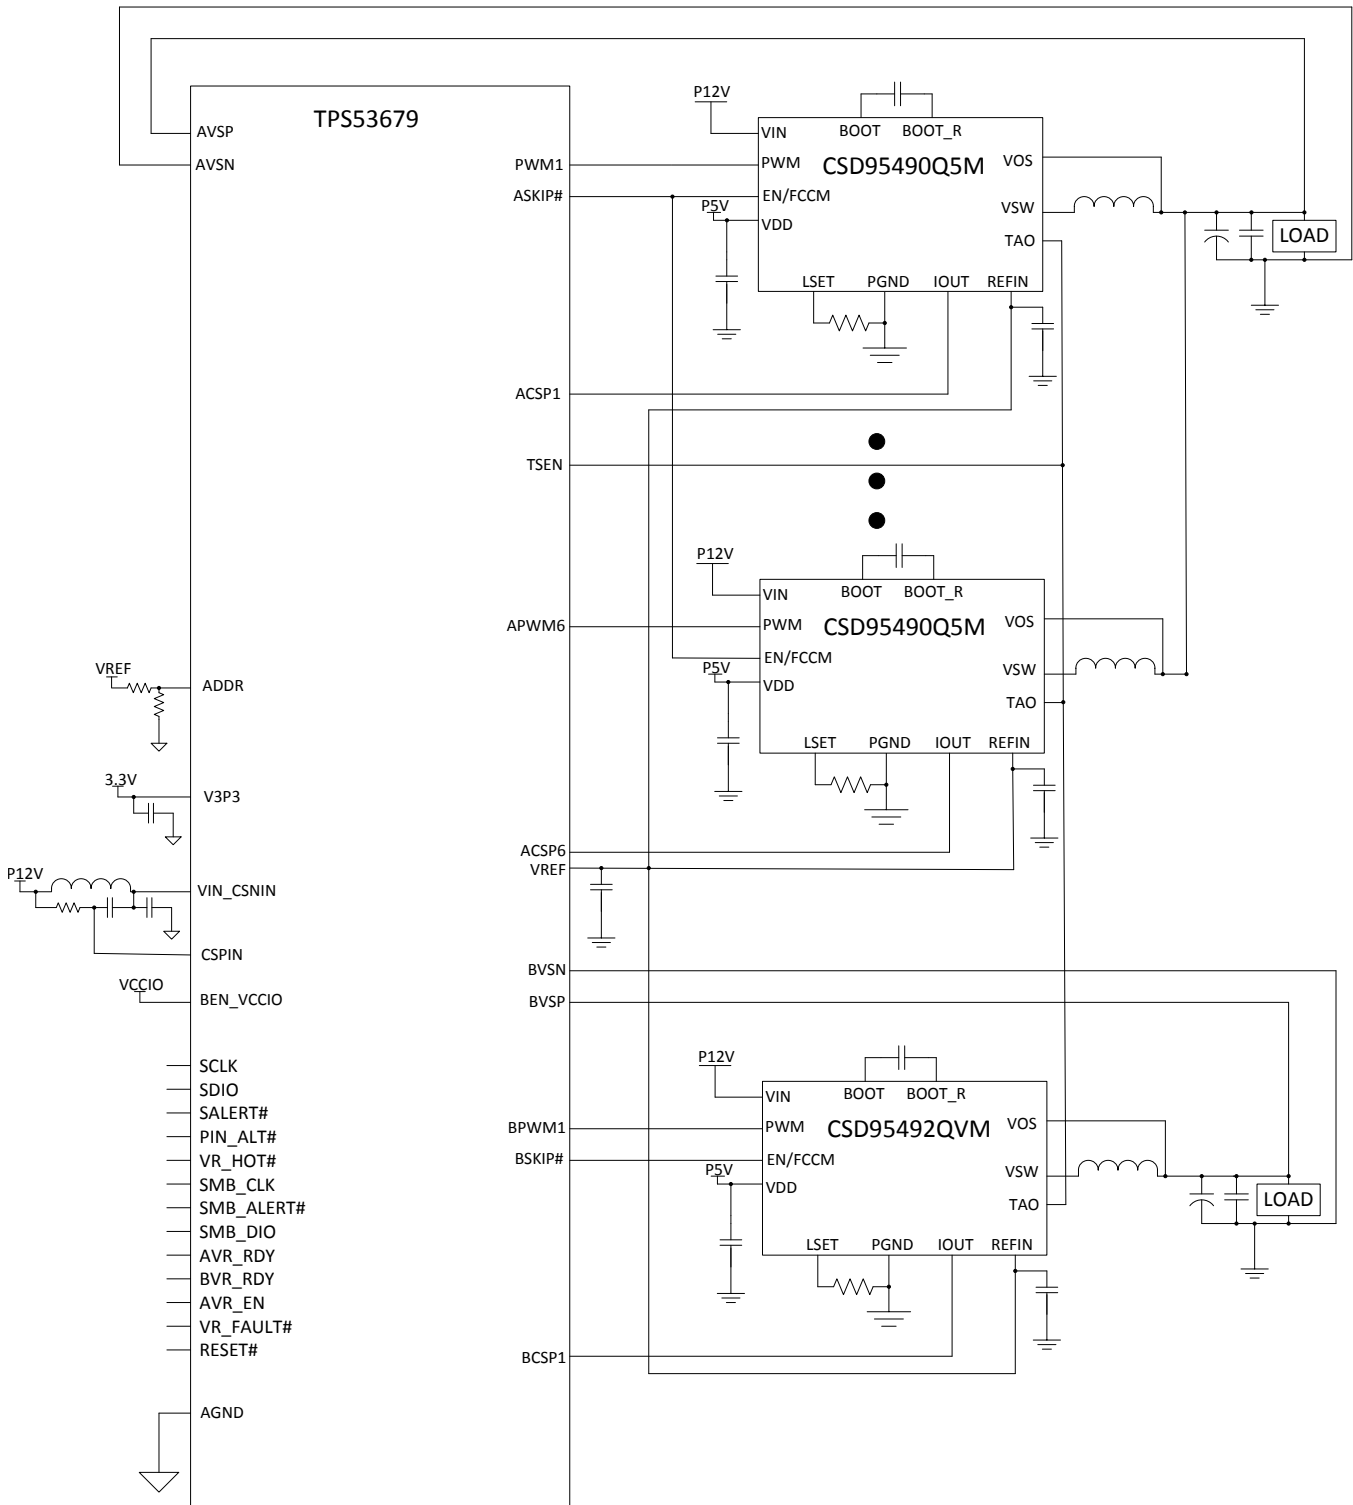 TPS53679
AVSP
AVSN
PWM1
ASKIP#
P12V
BOOT
BOOT_R
VIN
PWM
CSD95490Q5M
VOS
EN/FCCM
VSW
P5V
VDD
TAO
LOAD
LSET
PGND
IOUT
REFIN
ACSP1
TSEN
P12V
BOOT
BOOT_R
VIN
APWM6
PWM
CSD95490Q5M
VOS
EN/FCCM
VSW
P5V
VDD
TAO
LSET
PGND
IOUT
REFIN
VREF
ADDR
3.3V
V3P3
ACSP6
VREF
P12V
VIN_CSNIN
CSPIN
VCCIO
BEN_VCCIO
BVSN
BVSP
P12V
BOOT
BOOT_R
VIN
BPWM1
PWM
CSD95492QVM
VOS
BSKIP#
EN/FCCM
VSW
P5V
VDD
TAO
LOAD
LSET
PGND
IOUT
REFIN
BCSP1
SCLK
SDIO
SALERT#
PIN_ALT#
VR_HOT#
SMB_CLK
SMB_ALERT#
SMB_DIO
AVR_RDY
BVR_RDY
AVR_EN
VR_FAULT#
RESET#
AGND